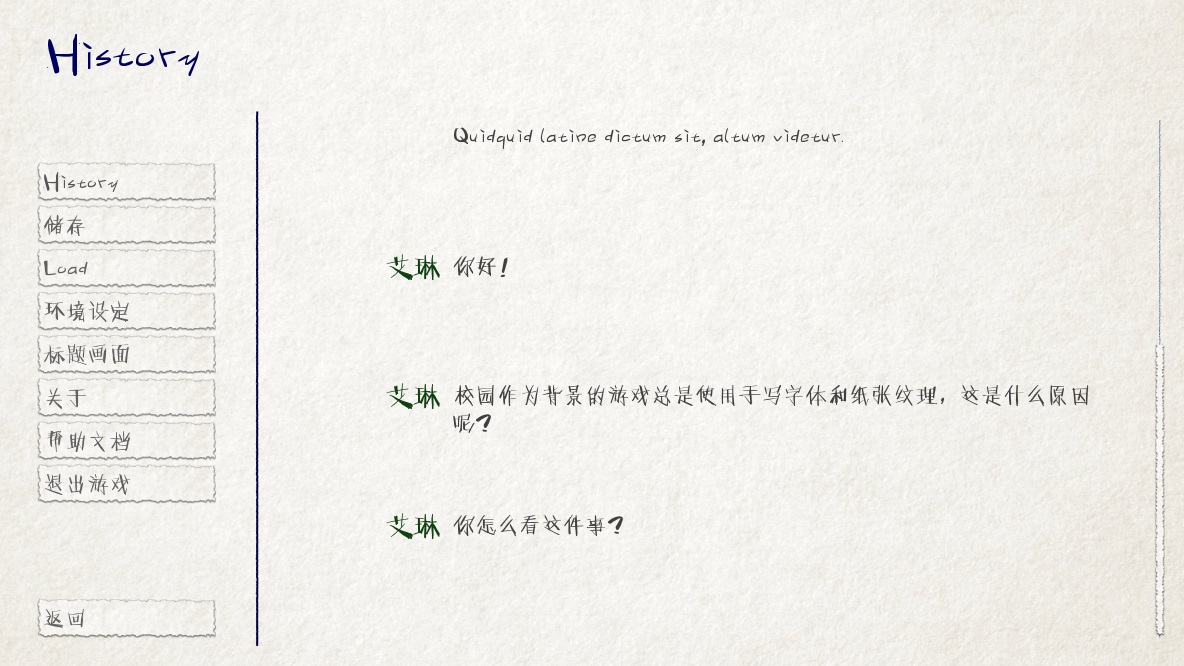 History
History
储存
Load
环境设定
标题画面
关于
帮助文档
退出游戏
返回
Quidquid latine dictum sit, altum videtur.
艾琳 你好！
艾琳 校园作为背景的游戏总是使用手写字体和纸张纹理，这是什么原因
呢？
艾琳 你怎么看这件事？